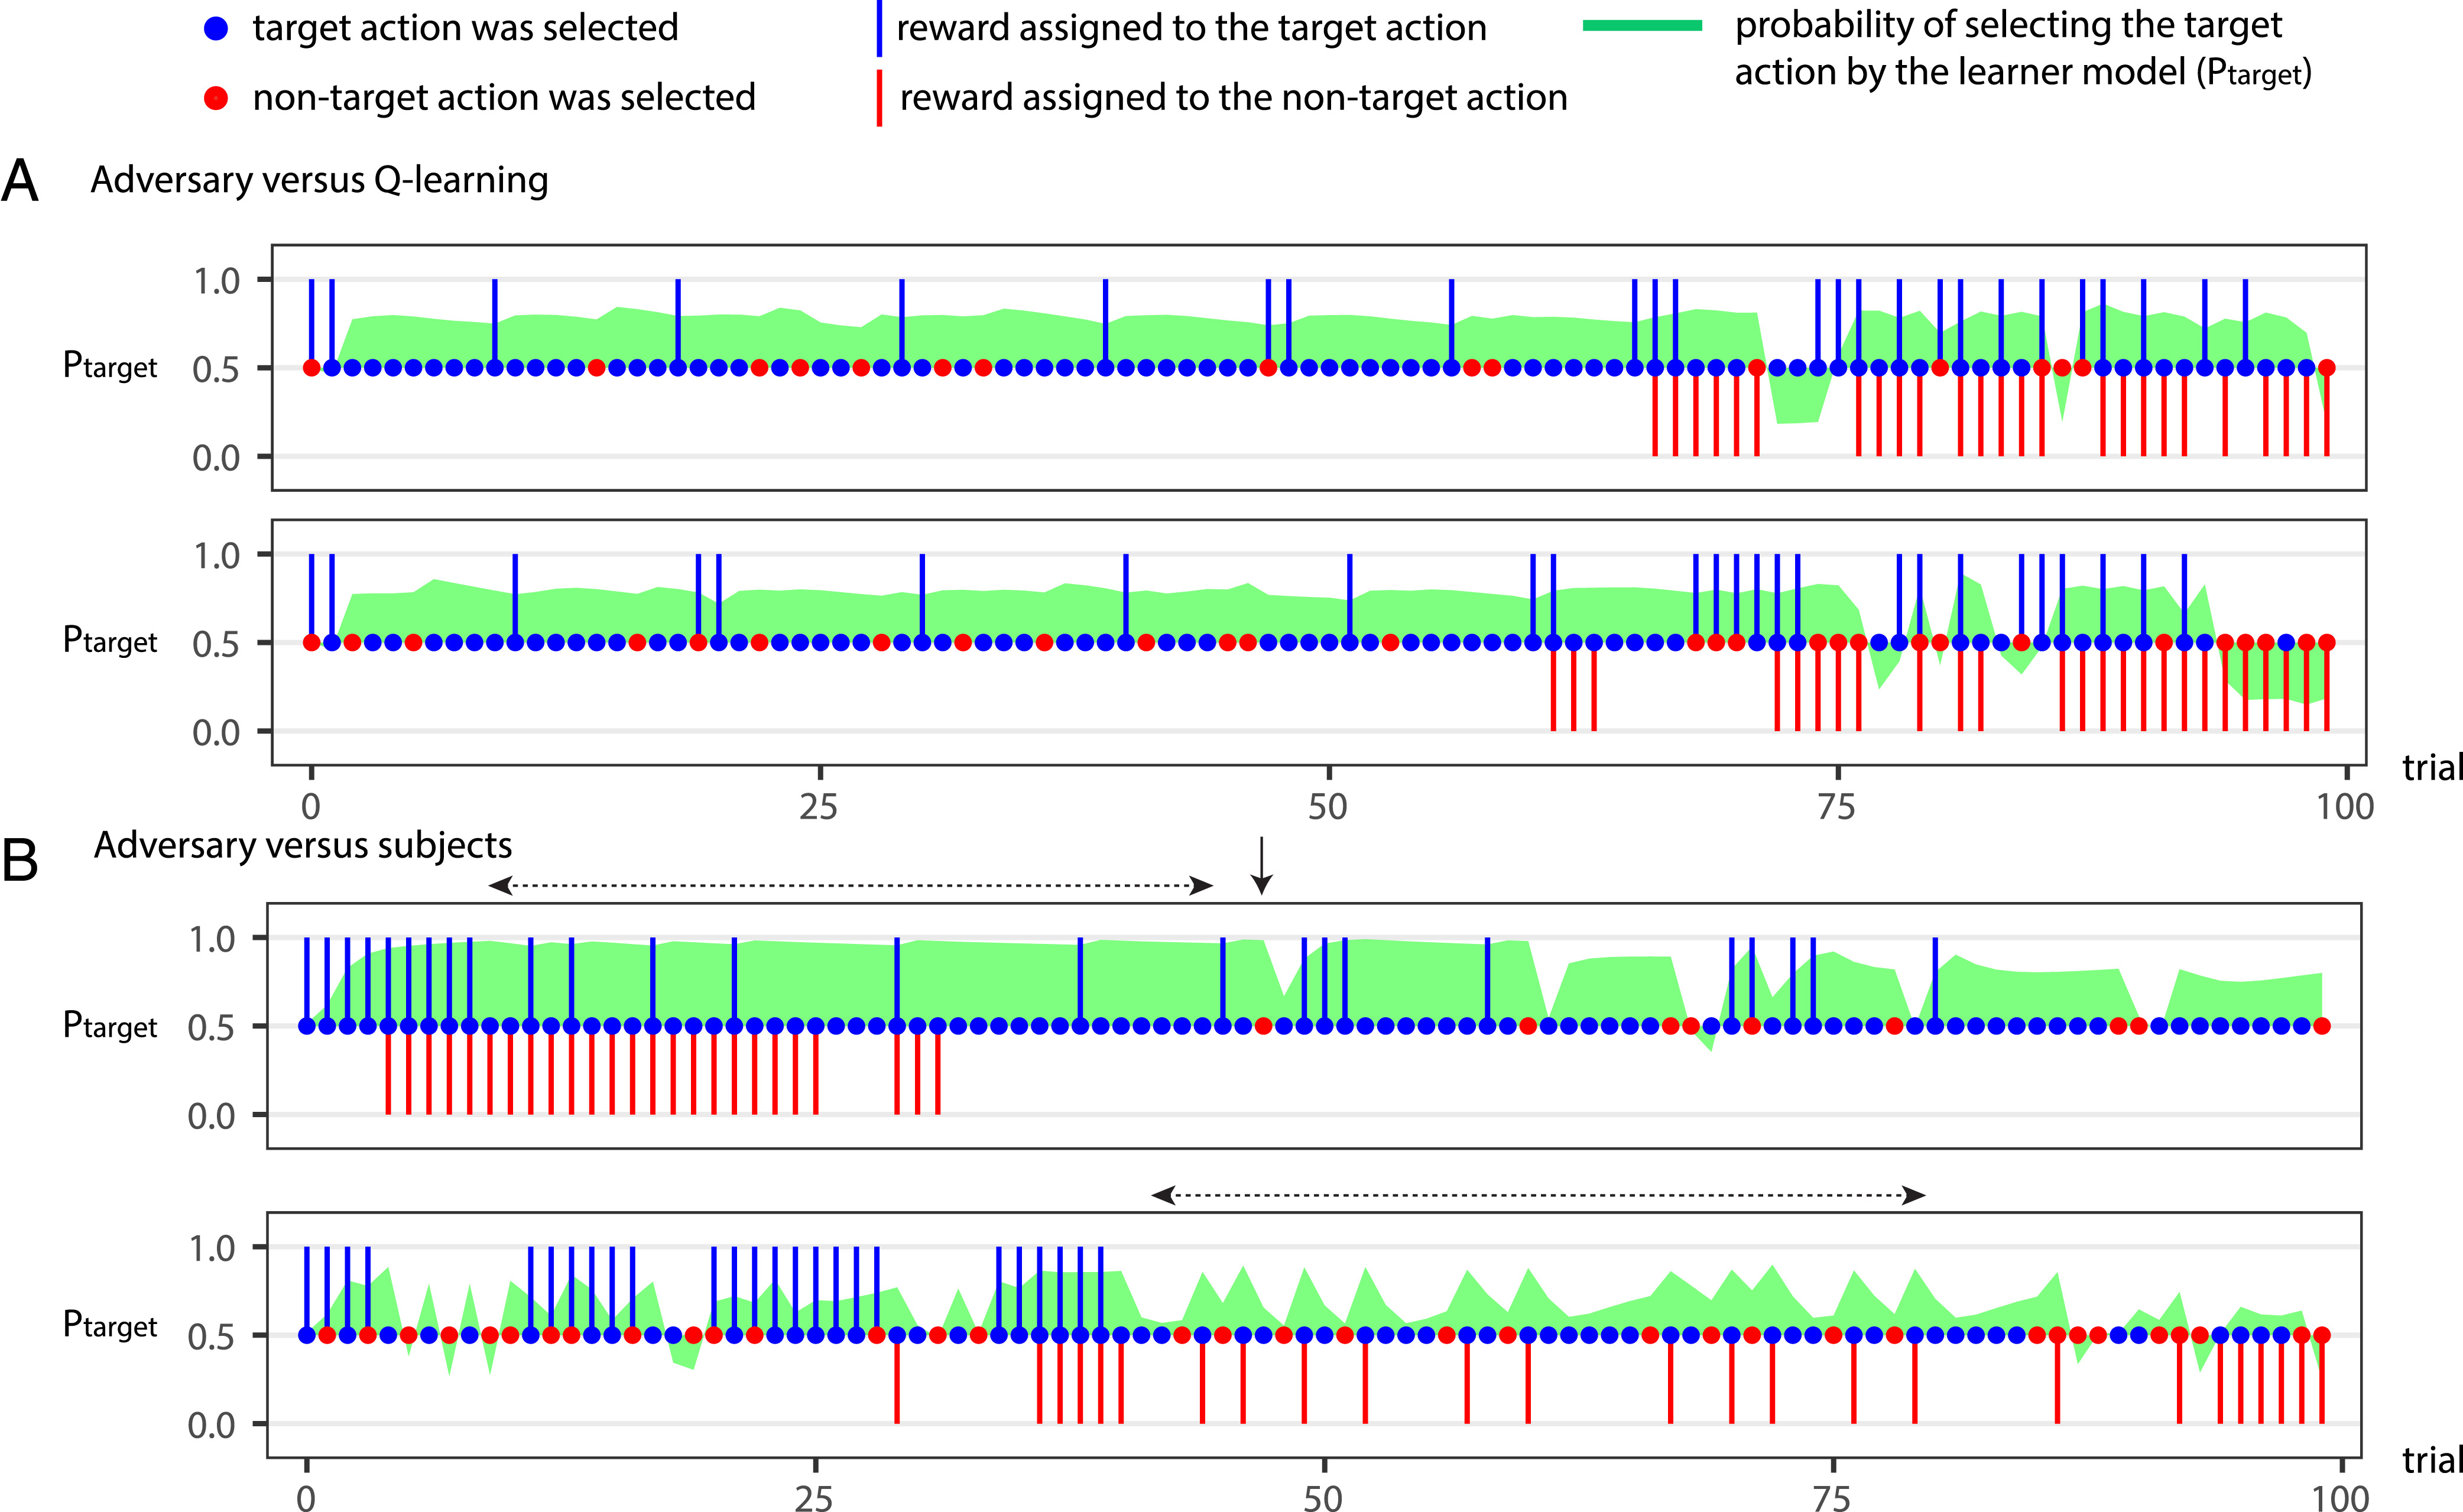 target action was selected
reward assigned to the target action
probability of selecting the target
action by the learner model (Ptarget)
non-target action was selected
reward assigned to the non-target action
A
Adversary versus Q-learning
1.0
Ptarget 0.5
0.0
1.0
Ptarget 0.5
0.0
trial
0 25 50 75 100
B
Adversary versus subjects
1.0
Ptarget 0.5
0.0
1.0
Ptarget 0.5
0.0
trial
0 25 50 75 100